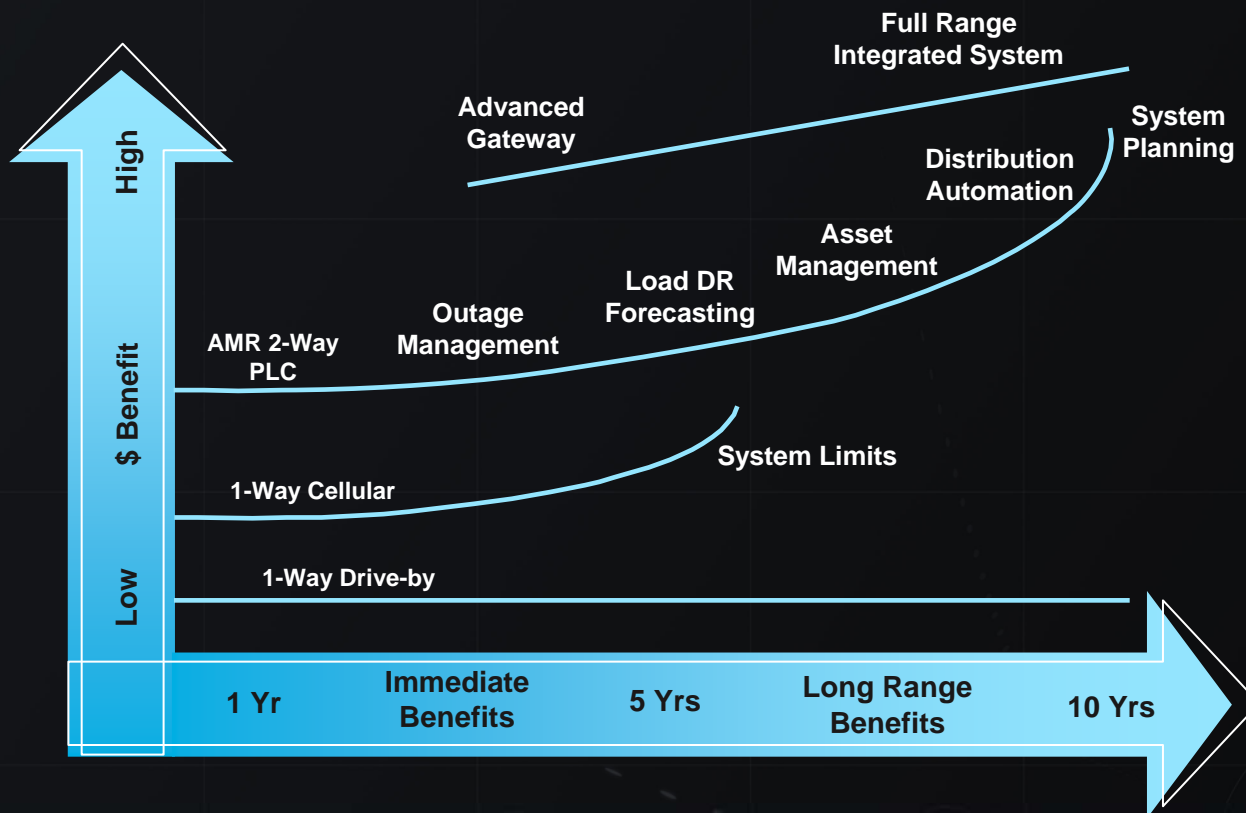 Full Range
Integrated System
Advanced
Gateway
System
Planning
Distribution
Automation
Asset
Management
Load DR
Forecasting
Outage
Management
AMR 2-Way
PLC
System Limits
1-Way Cellular
1-Way Drive-by
High
$ Benefit
Low
1 Yr
Immediate
Benefits
5 Yrs
Long Range
Benefits
10 Yrs